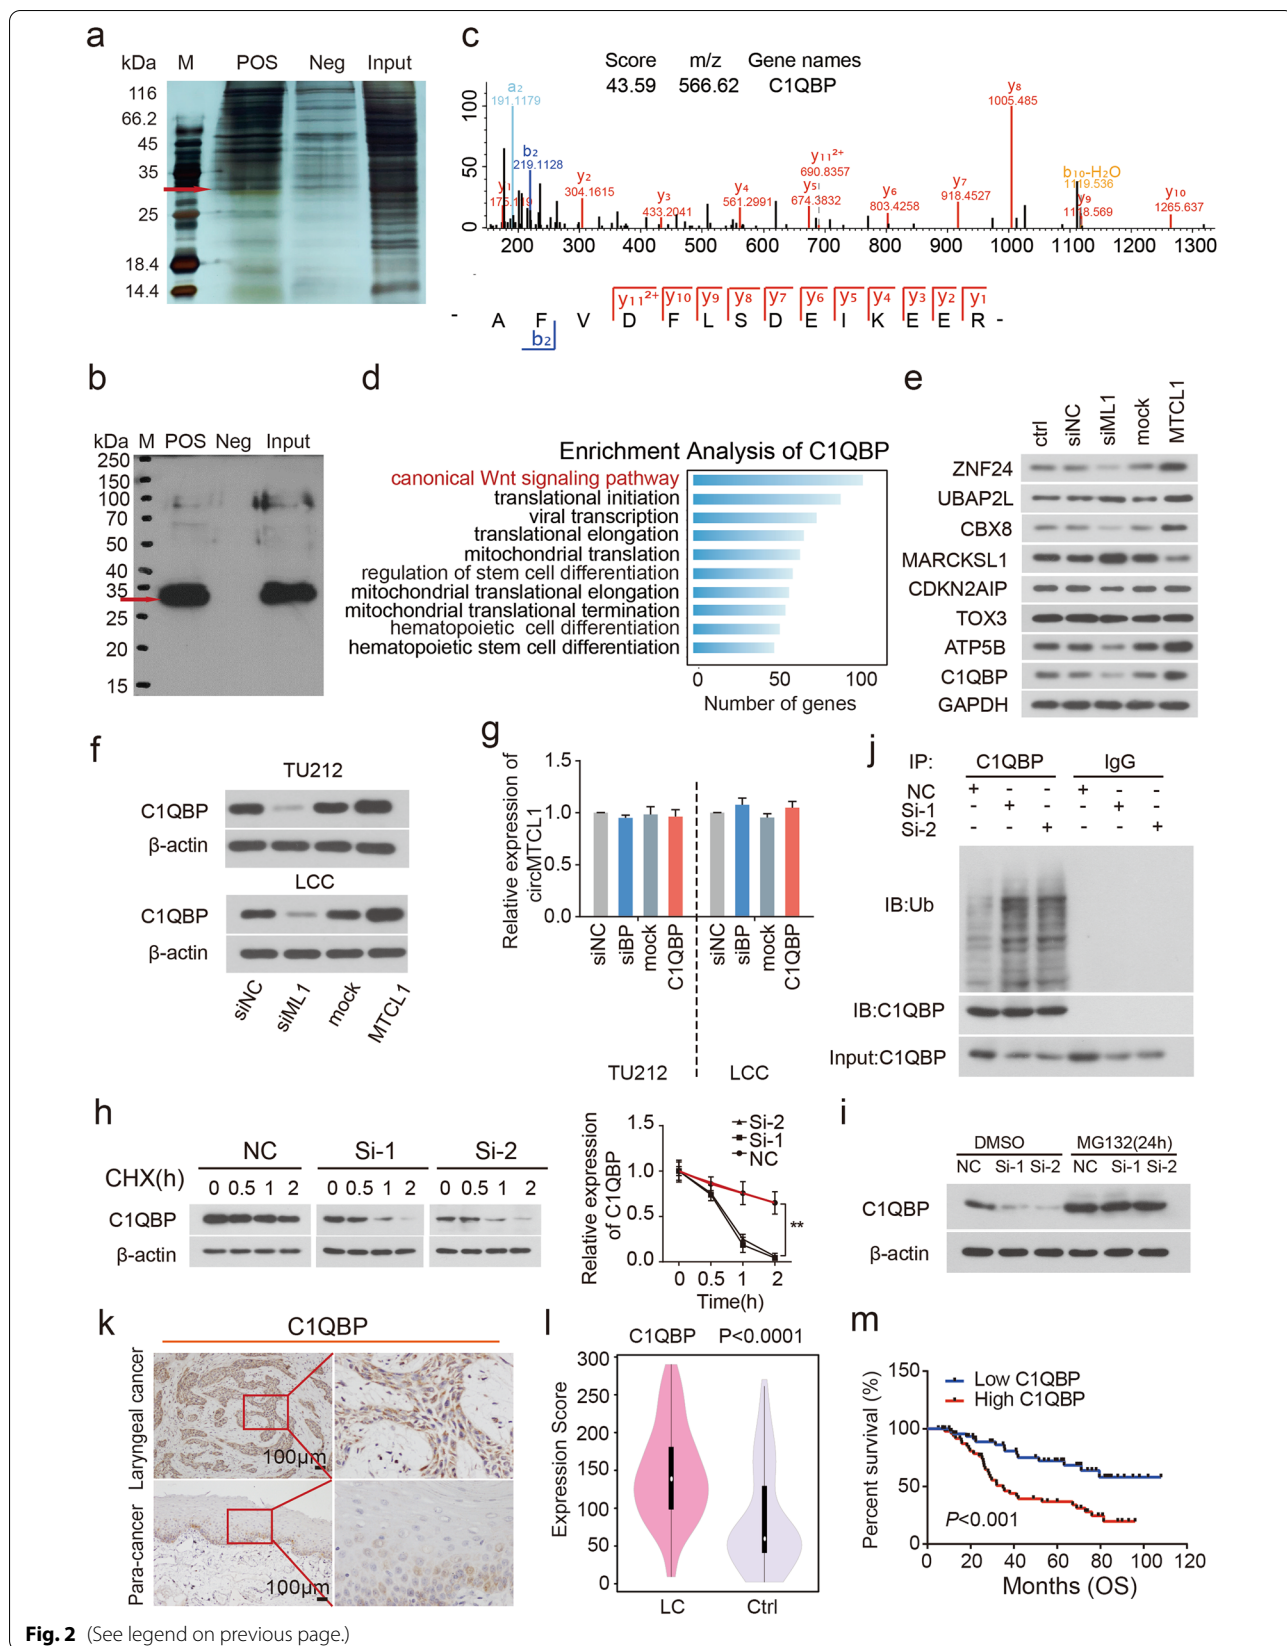 a
kDa M POS Neg Input
116
66.2
45
35
25
18.4
14.4
c
Score m/z Gene names
43.59 566.62 C1QBP
100
50
0
a₂
191.1179
b₂
219.1128
y₁
175.119
y₂
304.1615
y₃
433.2041
y₄
561.2991
y₁₁²⁺
690.8357
y₅
674.3832
y₆
803.4258
y₇
918.4527
y₈
1005.485
b₁₀-H₂O
1119.536
y₉
1118.569
y₁₀
1265.637
200 300 400 500 600 700 800 900 1000 1100 1200 1300
y₁₁²⁺ y₁₀ y₉ y₈ y₇ y₆ y₅ y₄ y₃ y₂ y₁
- A F V D F L S D E I K E E R -
b₂
b
kDa M POS Neg Input
250
150
100
70
50
40
35
25
20
15
d
Enrichment Analysis of C1QBP
canonical Wnt signaling pathway
translational initiation
viral transcription
translational elongation
mitochondrial translation
regulation of stem cell differentiation
mitochondrial translational elongation
mitochondrial translational termination
hematopoietic cell differentiation
hematopoietic stem cell differentiation
0 50 100
Number of genes
e
ctrl siNC siML1 mock MTCL1
ZNF24
UBAP2L
CBX8
MARCKSL1
CDKN2AIP
TOX3
ATP5B
C1QBP
GAPDH
f
TU212
C1QBP
β-actin
LCC
C1QBP
β-actin
siNC siML1 mock MTCL1
g
Relative expression of
circMTCL1
1.5
1.0
0.5
0.0
siNC siBP mock C1QBP siNC siBP mock C1QBP
TU212 LCC
j
IP: C1QBP IgG
NC + - - + - -
Si-1 - + - - + -
Si-2 - - + - - +
IB:Ub
IB:C1QBP
Input:C1QBP
h
NC Si-1 Si-2
CHX(h) 0 0.5 1 2 0 0.5 1 2 0 0.5 1 2
C1QBP
β-actin
Relative expression
of C1QBP
1.5
1.0
0.5
0.0
Si-2
Si-1
NC
**
0 0.5 1 2
Time(h)
i
DMSO MG132(24h)
NC Si-1 Si-2 NC Si-1 Si-2
C1QBP
β-actin
k
C1QBP
Laryngeal cancer
100μm
Para-cancer
100μm
l
C1QBP P<0.0001
Expression Score
300
250
200
150
100
50
0
LC Ctrl
m
Percent survival (%)
150
100
50
0
Low C1QBP
High C1QBP
P<0.001
0 20 40 60 80 100 120
Months (OS)
Fig. 2 (See legend on previous page.)